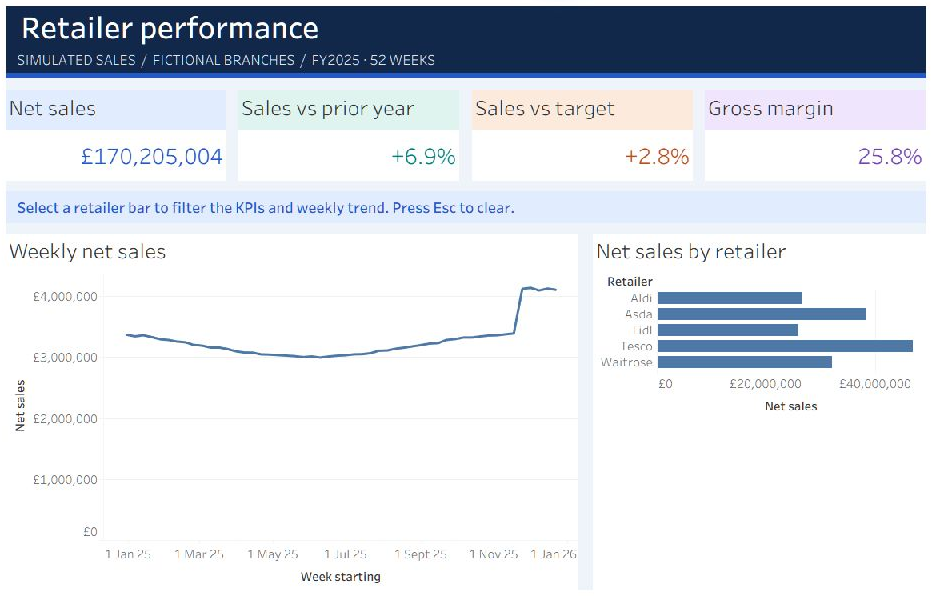 Retailer performance
SIMULATED SALES / FICTIONAL BRANCHES / FY2025 · 52 WEEKS
Net sales
Sales vs prior year
Sales vs target
Gross margin
£170,205,004
+6.9%
+2.8%
25.8%
Select a retailer bar to filter the KPIs and weekly trend. Press Esc to clear.
Weekly net sales
£4,000,000
£3,000,000
£2,000,000
£1,000,000
£0
Net sales
1 Jan 25
1 Mar 25
1 May 25
1 Jul 25
1 Sept 25
1 Nov 25
1 Jan 26
Week starting
Net sales by retailer
Retailer
Aldi
Asda
Lidl
Tesco
Waitrose
£0
£20,000,000
£40,000,000
Net sales